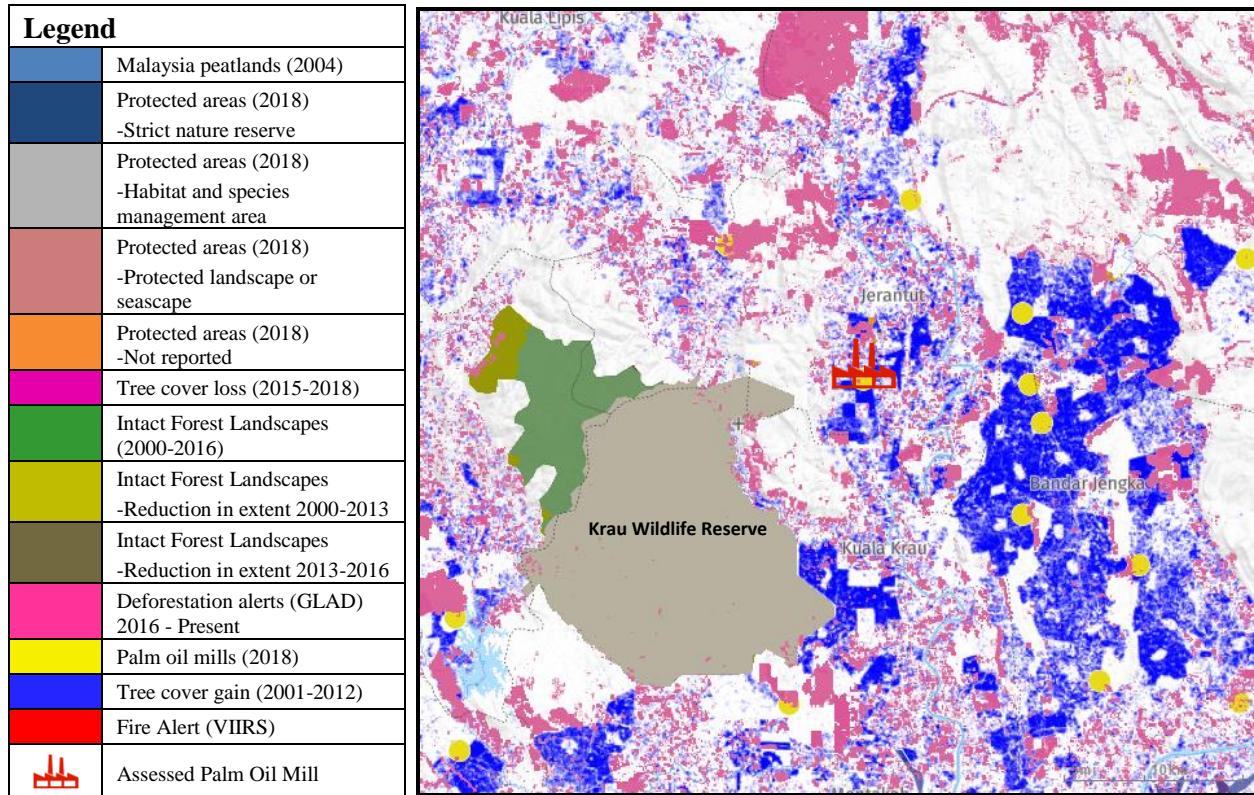 Legend
Malaysia peatlands (2004)
Protected areas (2018)
-Strict nature reserve
Protected areas (2018)
-Habitat and species
management area
Protected areas (2018)
-Protected landscape or
seascape
Protected areas (2018)
-Not reported
Tree cover loss (2015-2018)
Intact Forest Landscapes
(2000-2016)
Intact Forest Landscapes
-Reduction in extent 2000-2013
Intact Forest Landscapes
-Reduction in extent 2013-2016
Deforestation alerts (GLAD)
2016 - Present
Palm oil mills (2018)
Tree cover gain (2001-2012)
Fire Alert (VIIRS)
Assessed Palm Oil Mill
Kuala Lipis
Jerantut
Bandar Jengka
Krau Wildlife Reserve
Kuala Krau
10km